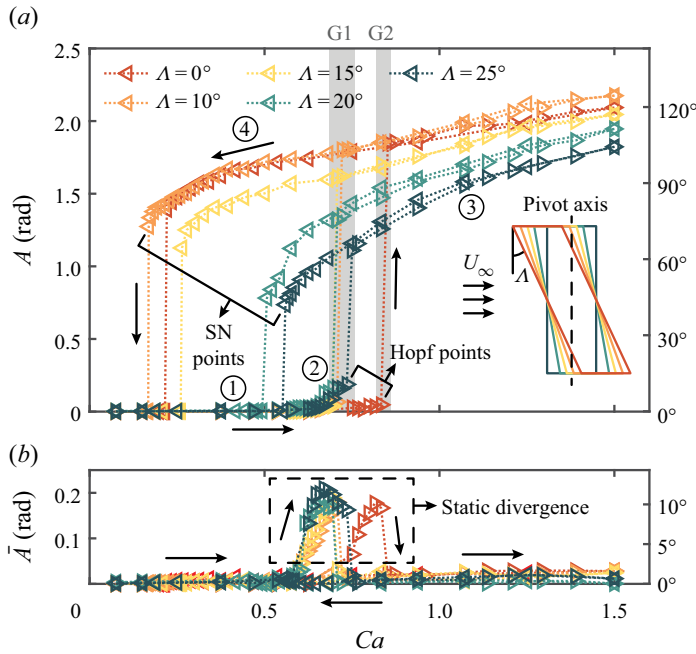 (a)
G1 G2
2.5
2.0
1.5
1.0
0.5
0
A (rad)
Λ = 0° Λ = 15° Λ = 25°
Λ = 10° Λ = 20°
120°
90°
60°
30°
0°
④
③
②
①
SN
points
Hopf points
Pivot axis
U∞
Λ
(b)
0.2
0.1
0
Ā (rad)
Static divergence
10°
5°
0°
0 0.5 1.0 1.5
Ca